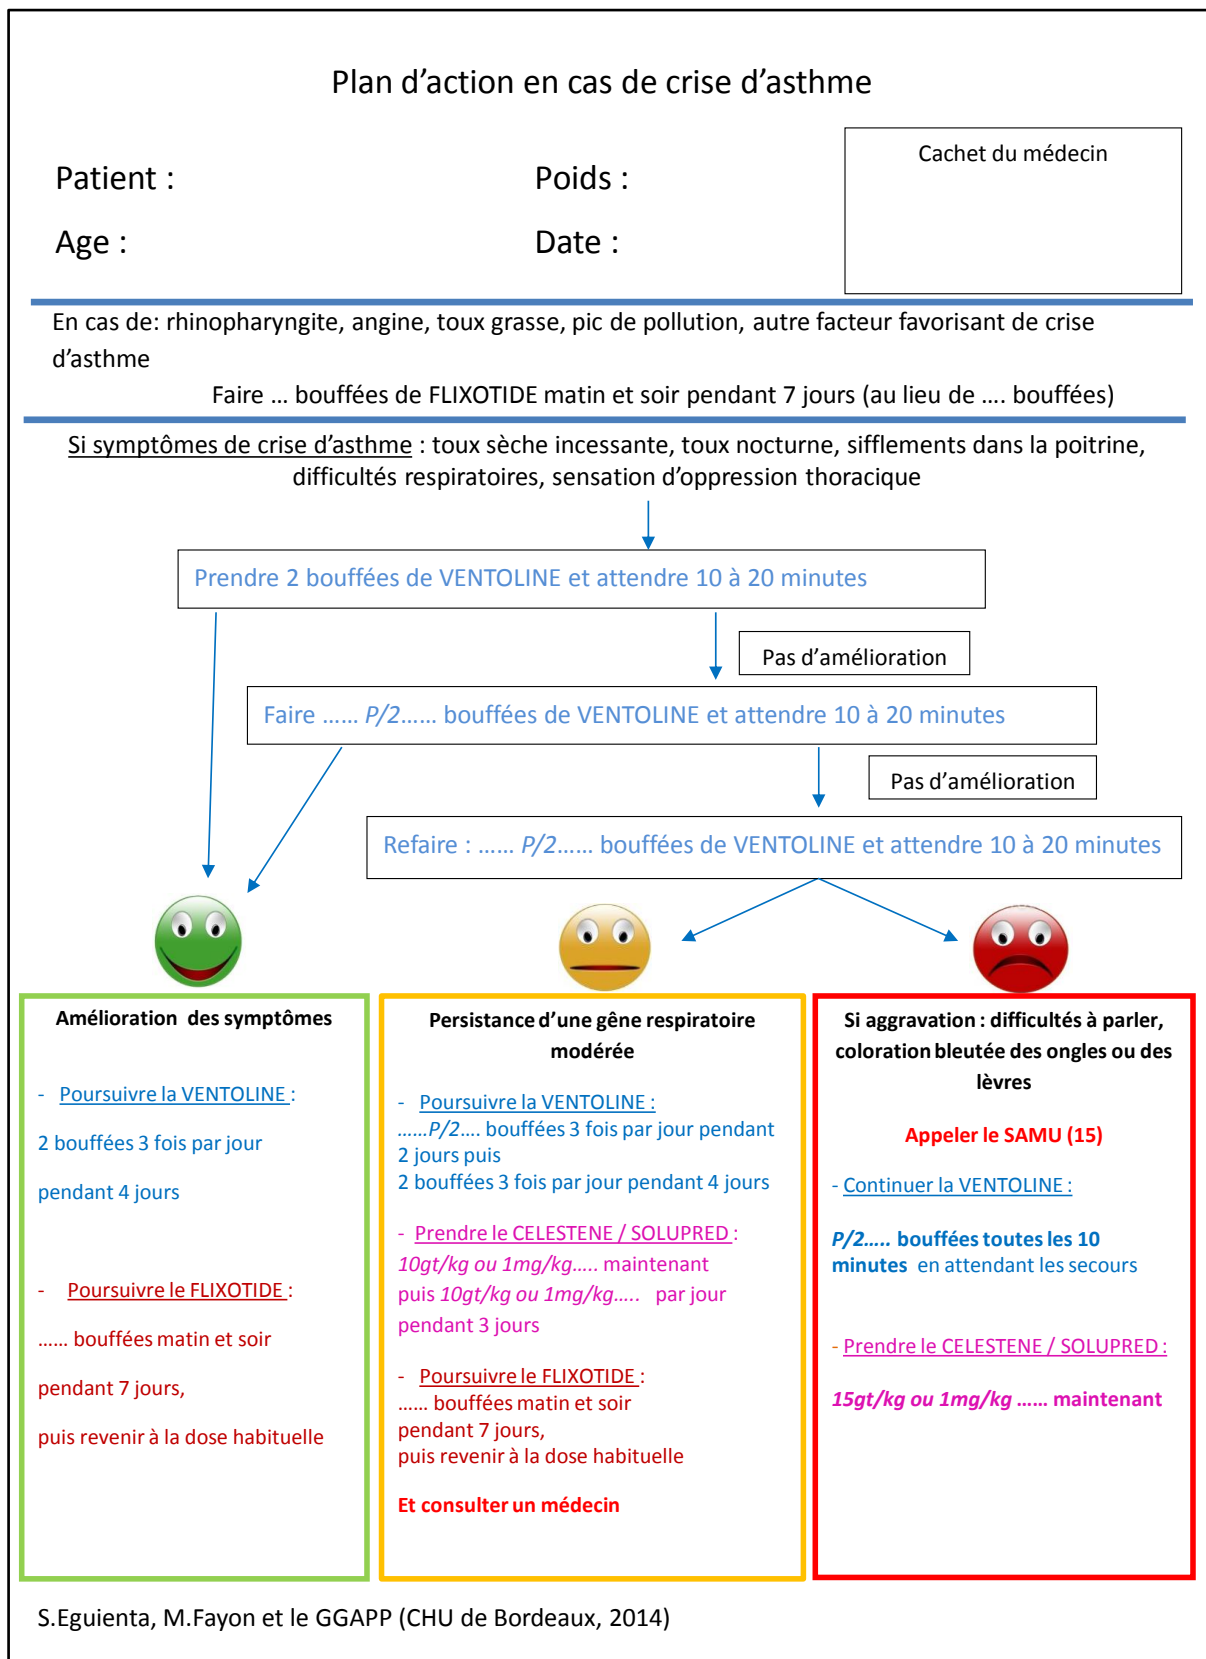 Plan d’action en cas de crise d’asthme
Cachet du médecin
Patient :
Poids :
Age :
Date :
En cas de: rhinopharyngite, angine, toux grasse, pic de pollution, autre facteur favorisant de crise
d’asthme
Faire ... bouffées de FLIXOTIDE matin et soir pendant 7 jours (au lieu de .... bouffées)
Si symptômes de crise d’asthme : toux sèche incessante, toux nocturne, sifflements dans la poitrine,
difficultés respiratoires, sensation d’oppression thoracique
Prendre 2 bouffées de VENTOLINE et attendre 10 à 20 minutes
Pas d’amélioration
Faire ...... P/2...... bouffées de VENTOLINE et attendre 10 à 20 minutes
Pas d’amélioration
Refaire : ...... P/2...... bouffées de VENTOLINE et attendre 10 à 20 minutes
Amélioration des symptômes
- Poursuivre la VENTOLINE :
2 bouffées 3 fois par jour
pendant 4 jours
- Poursuivre le FLIXOTIDE :
...... bouffées matin et soir
pendant 7 jours,
puis revenir à la dose habituelle
Persistance d’une gêne respiratoire
modérée
- Poursuivre la VENTOLINE :
......P/2.... bouffées 3 fois par jour pendant
2 jours puis
2 bouffées 3 fois par jour pendant 4 jours
- Prendre le CELESTENE / SOLUPRED :
10gt/kg ou 1mg/kg..... maintenant
puis 10gt/kg ou 1mg/kg..... par jour
pendant 3 jours
- Poursuivre le FLIXOTIDE :
...... bouffées matin et soir
pendant 7 jours,
puis revenir à la dose habituelle
Et consulter un médecin
Si aggravation : difficultés à parler,
coloration bleutée des ongles ou des
lèvres
Appeler le SAMU (15)
- Continuer la VENTOLINE :
P/2..... bouffées toutes les 10
minutes en attendant les secours
- Prendre le CELESTENE / SOLUPRED :
15gt/kg ou 1mg/kg ...... maintenant
S.Eguienta, M.Fayon et le GGAPP (CHU de Bordeaux, 2014)